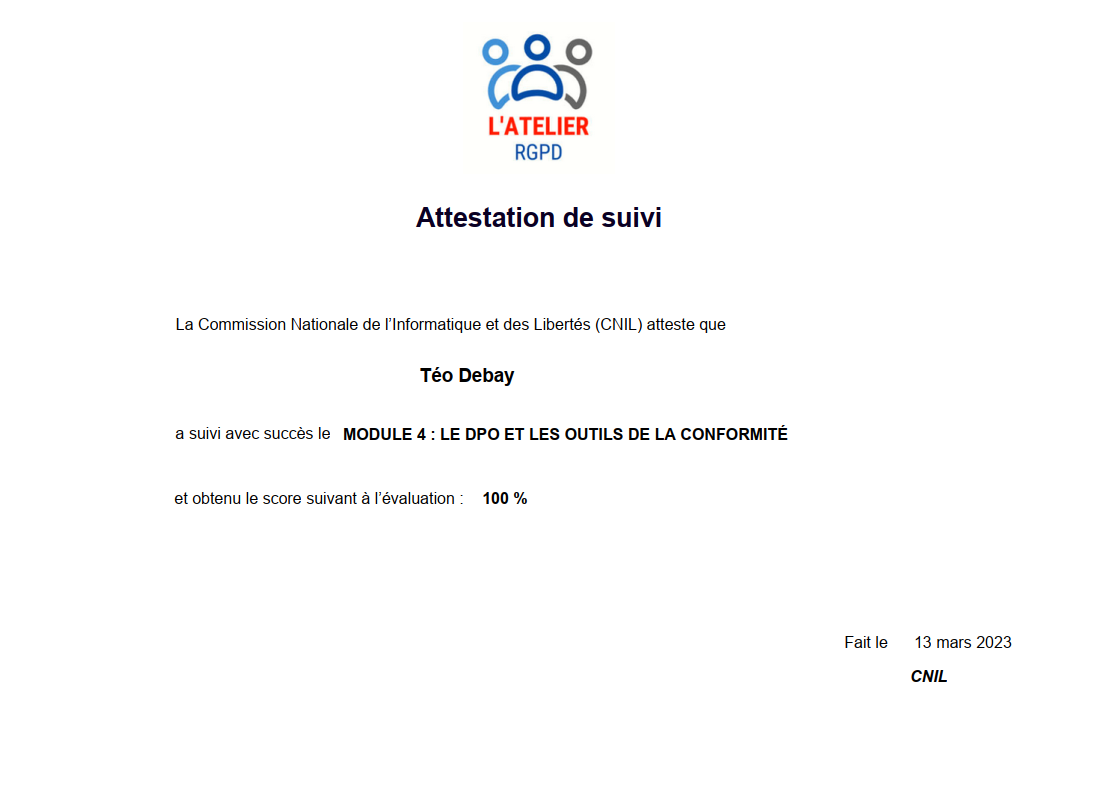 L'ATELIER
RGPD
Attestation de suivi
La Commission Nationale de l’Informatique et des Libertés (CNIL) atteste que
Téo Debay
a suivi avec succès le MODULE 4 : LE DPO ET LES OUTILS DE LA CONFORMITÉ
et obtenu le score suivant à l’évaluation : 100 %
Fait le 13 mars 2023
CNIL